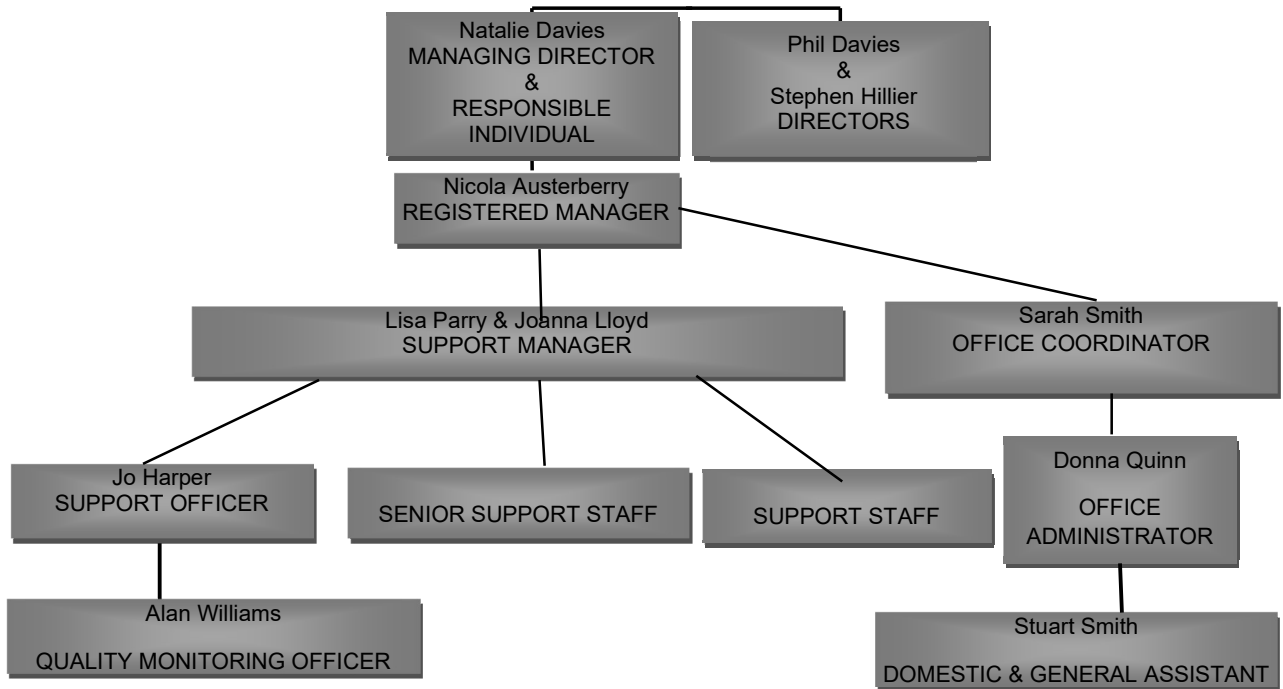 Natalie Davies
MANAGING DIRECTOR
&
RESPONSIBLE
INDIVIDUAL
Phil Davies
&
Stephen Hillier
DIRECTORS
Nicola Austerberry
REGISTERED MANAGER
Lisa Parry & Joanna Lloyd
SUPPORT MANAGER
Sarah Smith
OFFICE COORDINATOR
Jo Harper
SUPPORT OFFICER
SENIOR SUPPORT STAFF
SUPPORT STAFF
Donna Quinn
OFFICE
ADMINISTRATOR
Alan Williams
QUALITY MONITORING OFFICER
Stuart Smith
DOMESTIC & GENERAL ASSISTANT